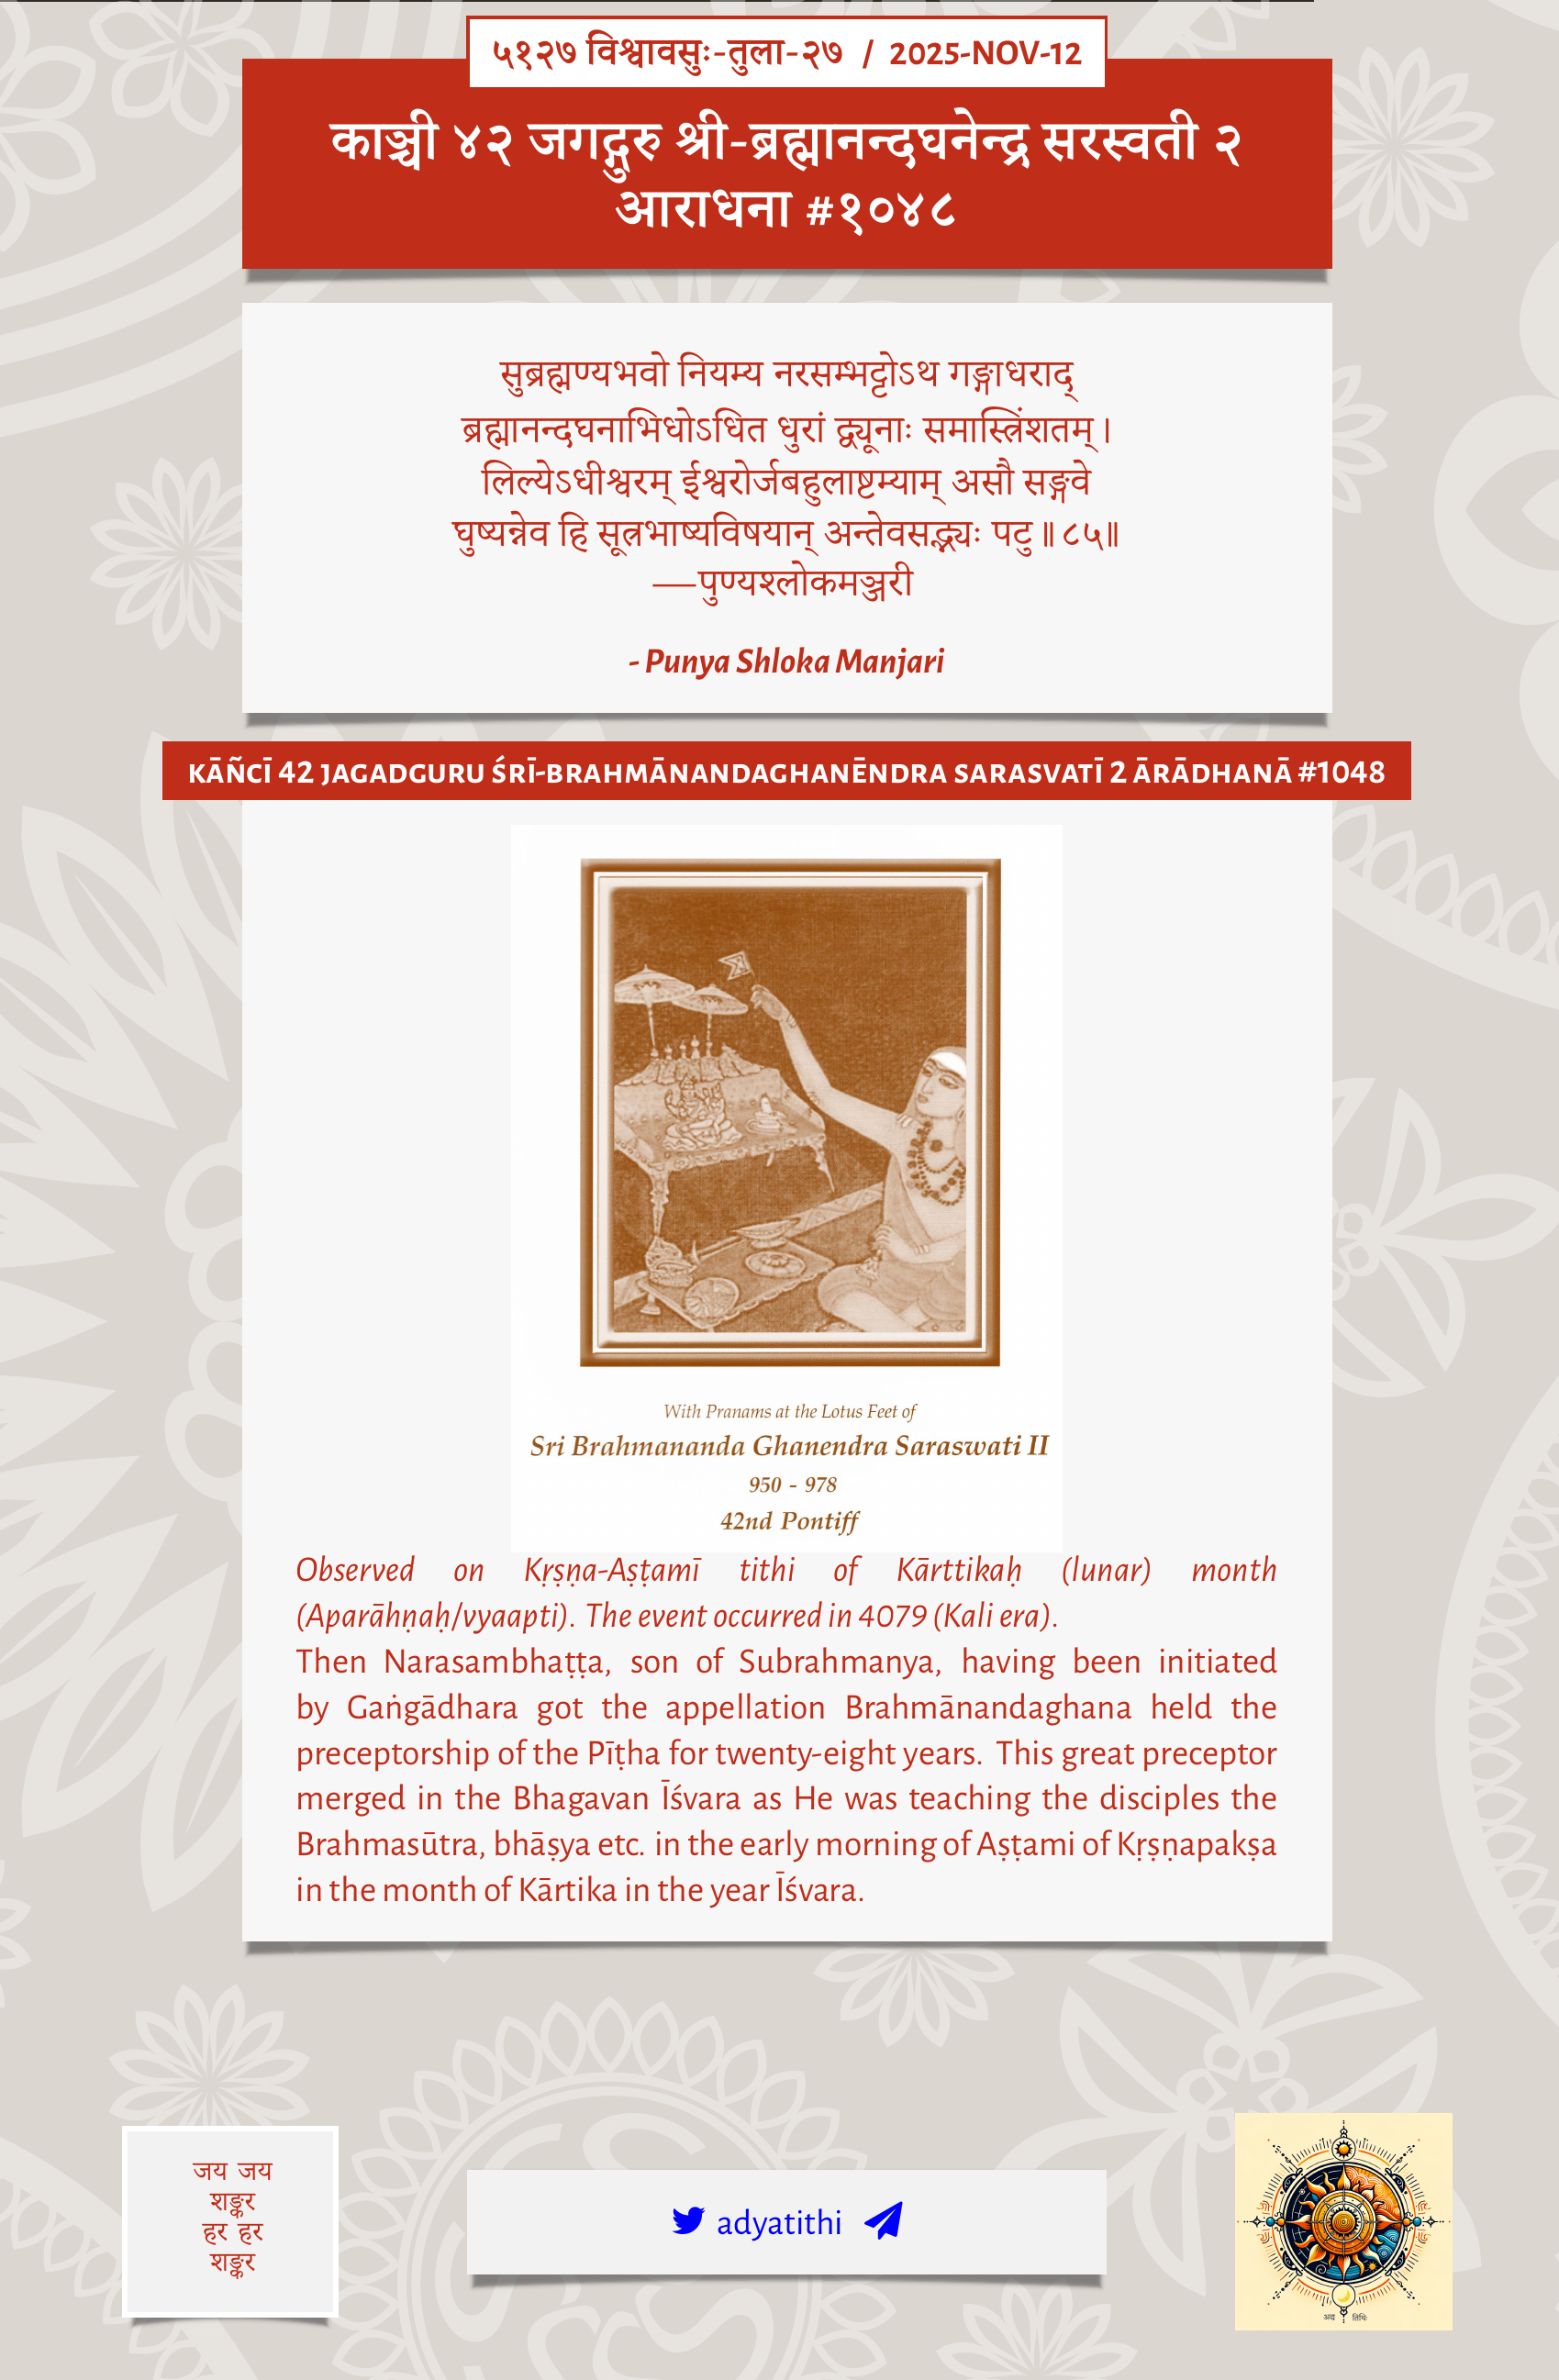 ५१२७ विश्वावसुः-तुला-२७ / 2025-NOV-12
काञ्ची ४२ जगद्गुरु श्री-ब्रह्मानन्दघनेन्द्र सरस्वती २
आराधना #१०४८
सुब्रह्मण्यभवो नियम्य नरसम्भट्टोऽथ गङ्गाधराद्
ब्रह्मानन्दघनाभिधोऽधित धुरां द्व्यूनाः समास्त्रिंशतम्।
लिल्येऽधीश्वरम् ईश्वरोर्जबहुलाष्टम्याम् असौ सङ्गवे
घुष्यन्नेव हि सूत्रभाष्यविषयान् अन्तेवसद्भ्यः पटु॥८५॥
—पुण्यश्लोकमञ्जरी
- Punya Shloka Manjari
KĀÑCĪ 42 JAGADGURU ŚRĪ-BRAHMĀNANDAGHANĒNDRA SARASVATĪ 2 ĀRĀDHANĀ #1048
With Pranams at the Lotus Feet of
Sri Brahmananda Ghanendra Saraswati II
950 - 978
42nd Pontiff
Observed on Kṛṣṇa-Aṣṭamī tithi of Kārttikaḥ (lunar) month
(Aparāhṇaḥ/vyaapti). The event occurred in 4079 (Kali era).
Then Narasambhaṭṭa, son of Subrahmanya, having been initiated
by Gaṅgādhara got the appellation Brahmānandaghana held the
preceptorship of the Pīṭha for twenty-eight years. This great preceptor
merged in the Bhagavan Īśvara as He was teaching the disciples the
Brahmasūtra, bhāṣya etc. in the early morning of Aṣṭami of Kṛṣṇapakṣa
in the month of Kārtika in the year Īśvara.
जय जय
शङ्कर
हर हर
शङ्कर
adyatithi
अद्य तिथिः